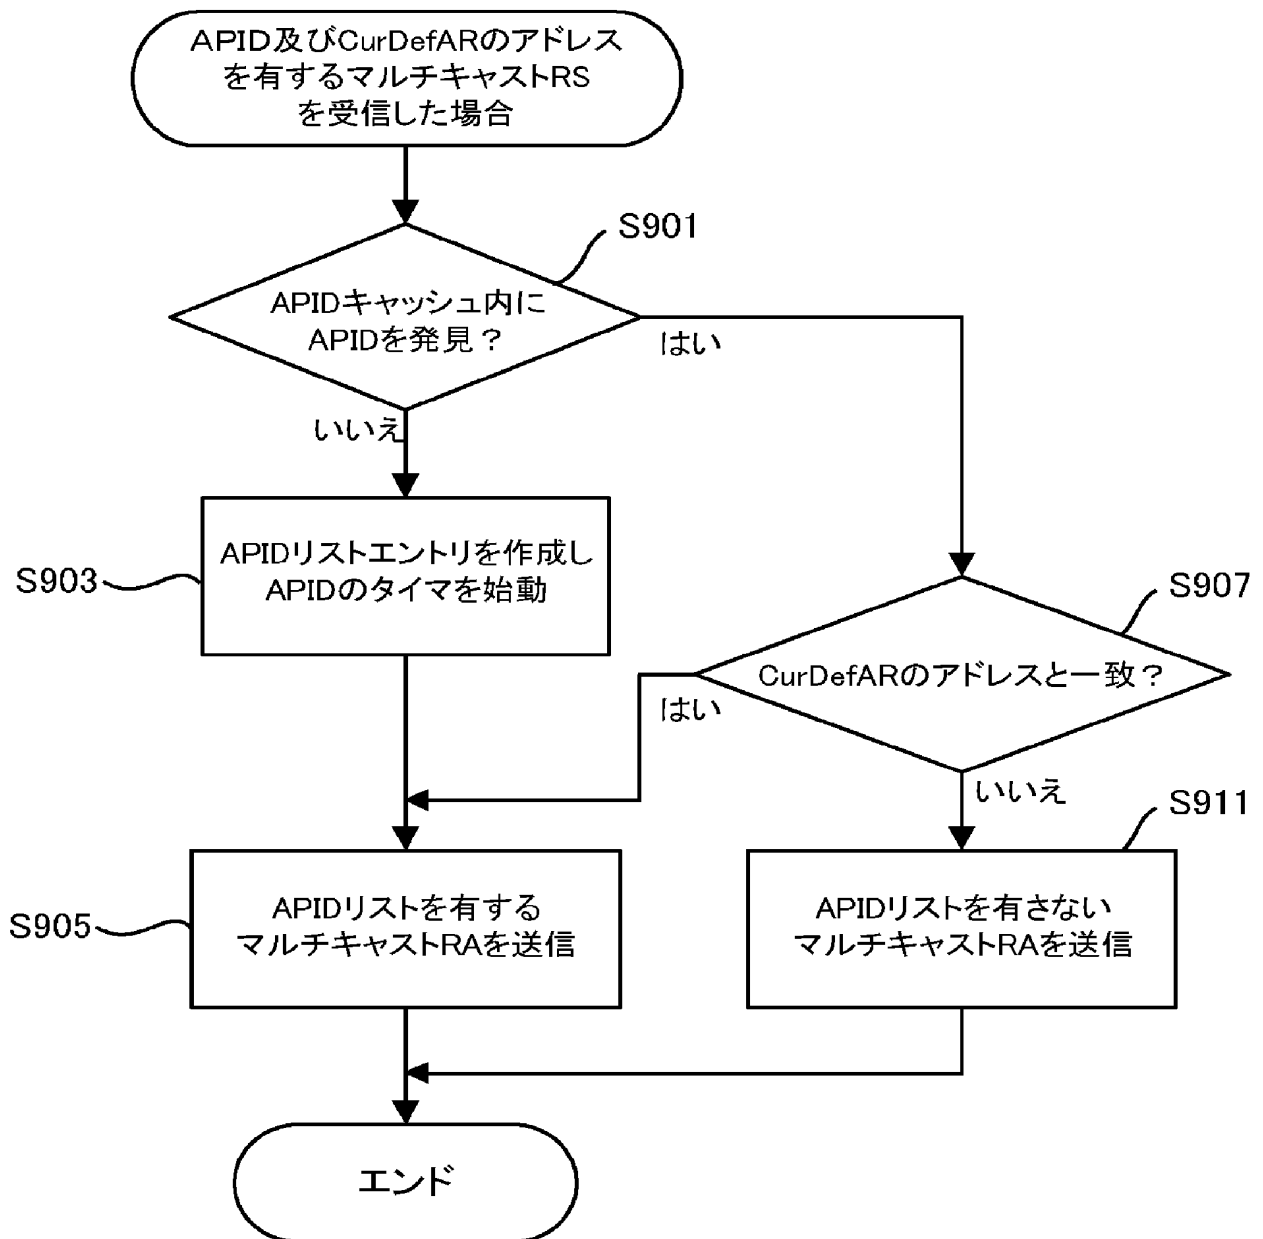 APID及びCurDefARのアドレス
を有するマルチキャストRS
を受信した場合
S901
APIDキャッシュ内に
APIDを発見？
はい
いいえ
APIDリストエントリを作成し
APIDのタイマを始動
S903
S907
CurDefARのアドレスと一致？
はい
いいえ
S911
APIDリストを有する
マルチキャストRAを送信
S905
APIDリストを有さない
マルチキャストRAを送信
エンド